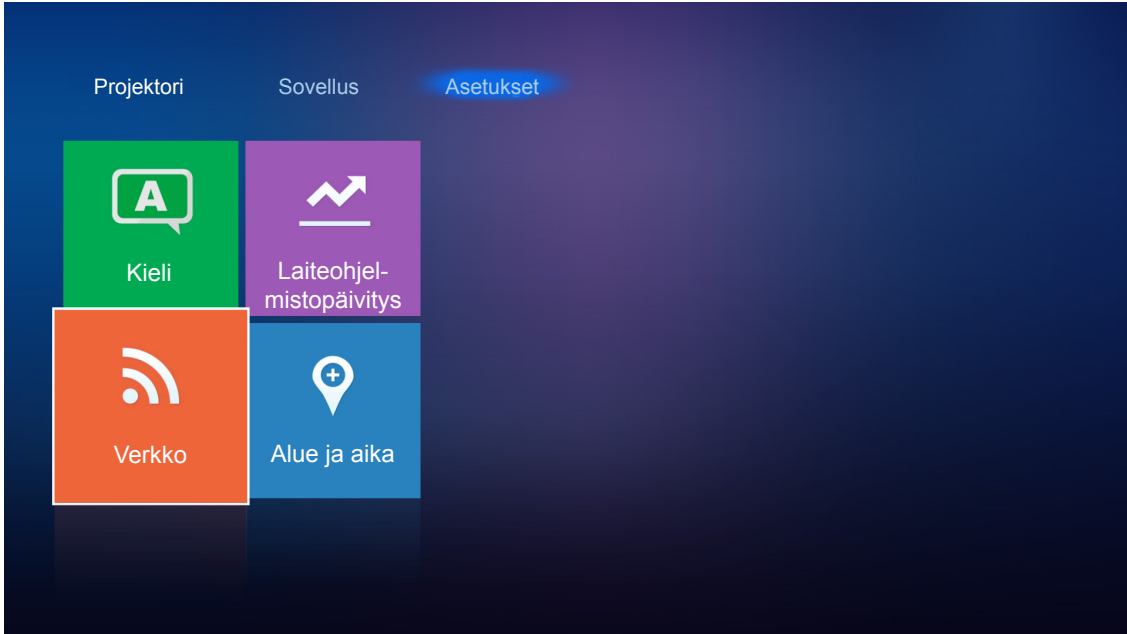 Projektori
Sovellus
Asetukset
A
Kieli
Laiteohjel-
mistopäivitys
Verkko
Alue ja aika